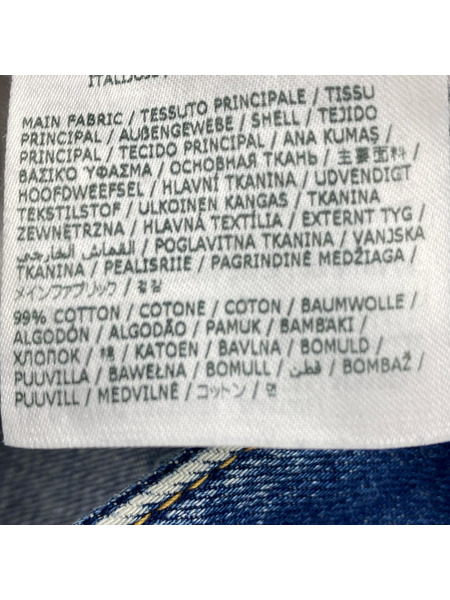 MAIN FABRIC / TESSUTO PRINCIPALE / TISSU
PRINCIPAL / AUßENGEWEBE / SHELL / TEJIDO
PRINCIPAL / TECIDO PRINCIPAL / ANA KUMAŞ /
ΒΑΖΙΚΟ ΥΦΑΣΜΑ / ОСНОВНАЯ ТКАНЬ / 主要面料 /
HOOFDWEEFSEL / HLAVNÍ TKANINA / UDVENDIGT
TEKSTILSTOF / ULKOINEN KANGAS / TKANINA
ZEWNĘTRZNA / HLAVNÁ TEXTÍLIA / EXTERNT TYG /
القماش الخارجي / POGLAVITNA TKANINA / VANJSKA
TKANINA / PEALISRIIE / PAGRINDINĖ MEDŽIAGA /
メインファブリック / 겉감
99% COTTON / COTONE / COTON / BAUMWOLLE /
ALGODÓN / ALGODÃO / PAMUK / ΒΑΜΒΑΚΙ /
ХЛОПОК / 棉 / KATOEN / BAVLNA / BOMULD /
PUUVILLA / BAWEŁNA / BOMULL / قطن / BOMBAŽ /
PUUVILL / MEDVILNĖ / コットン / 면